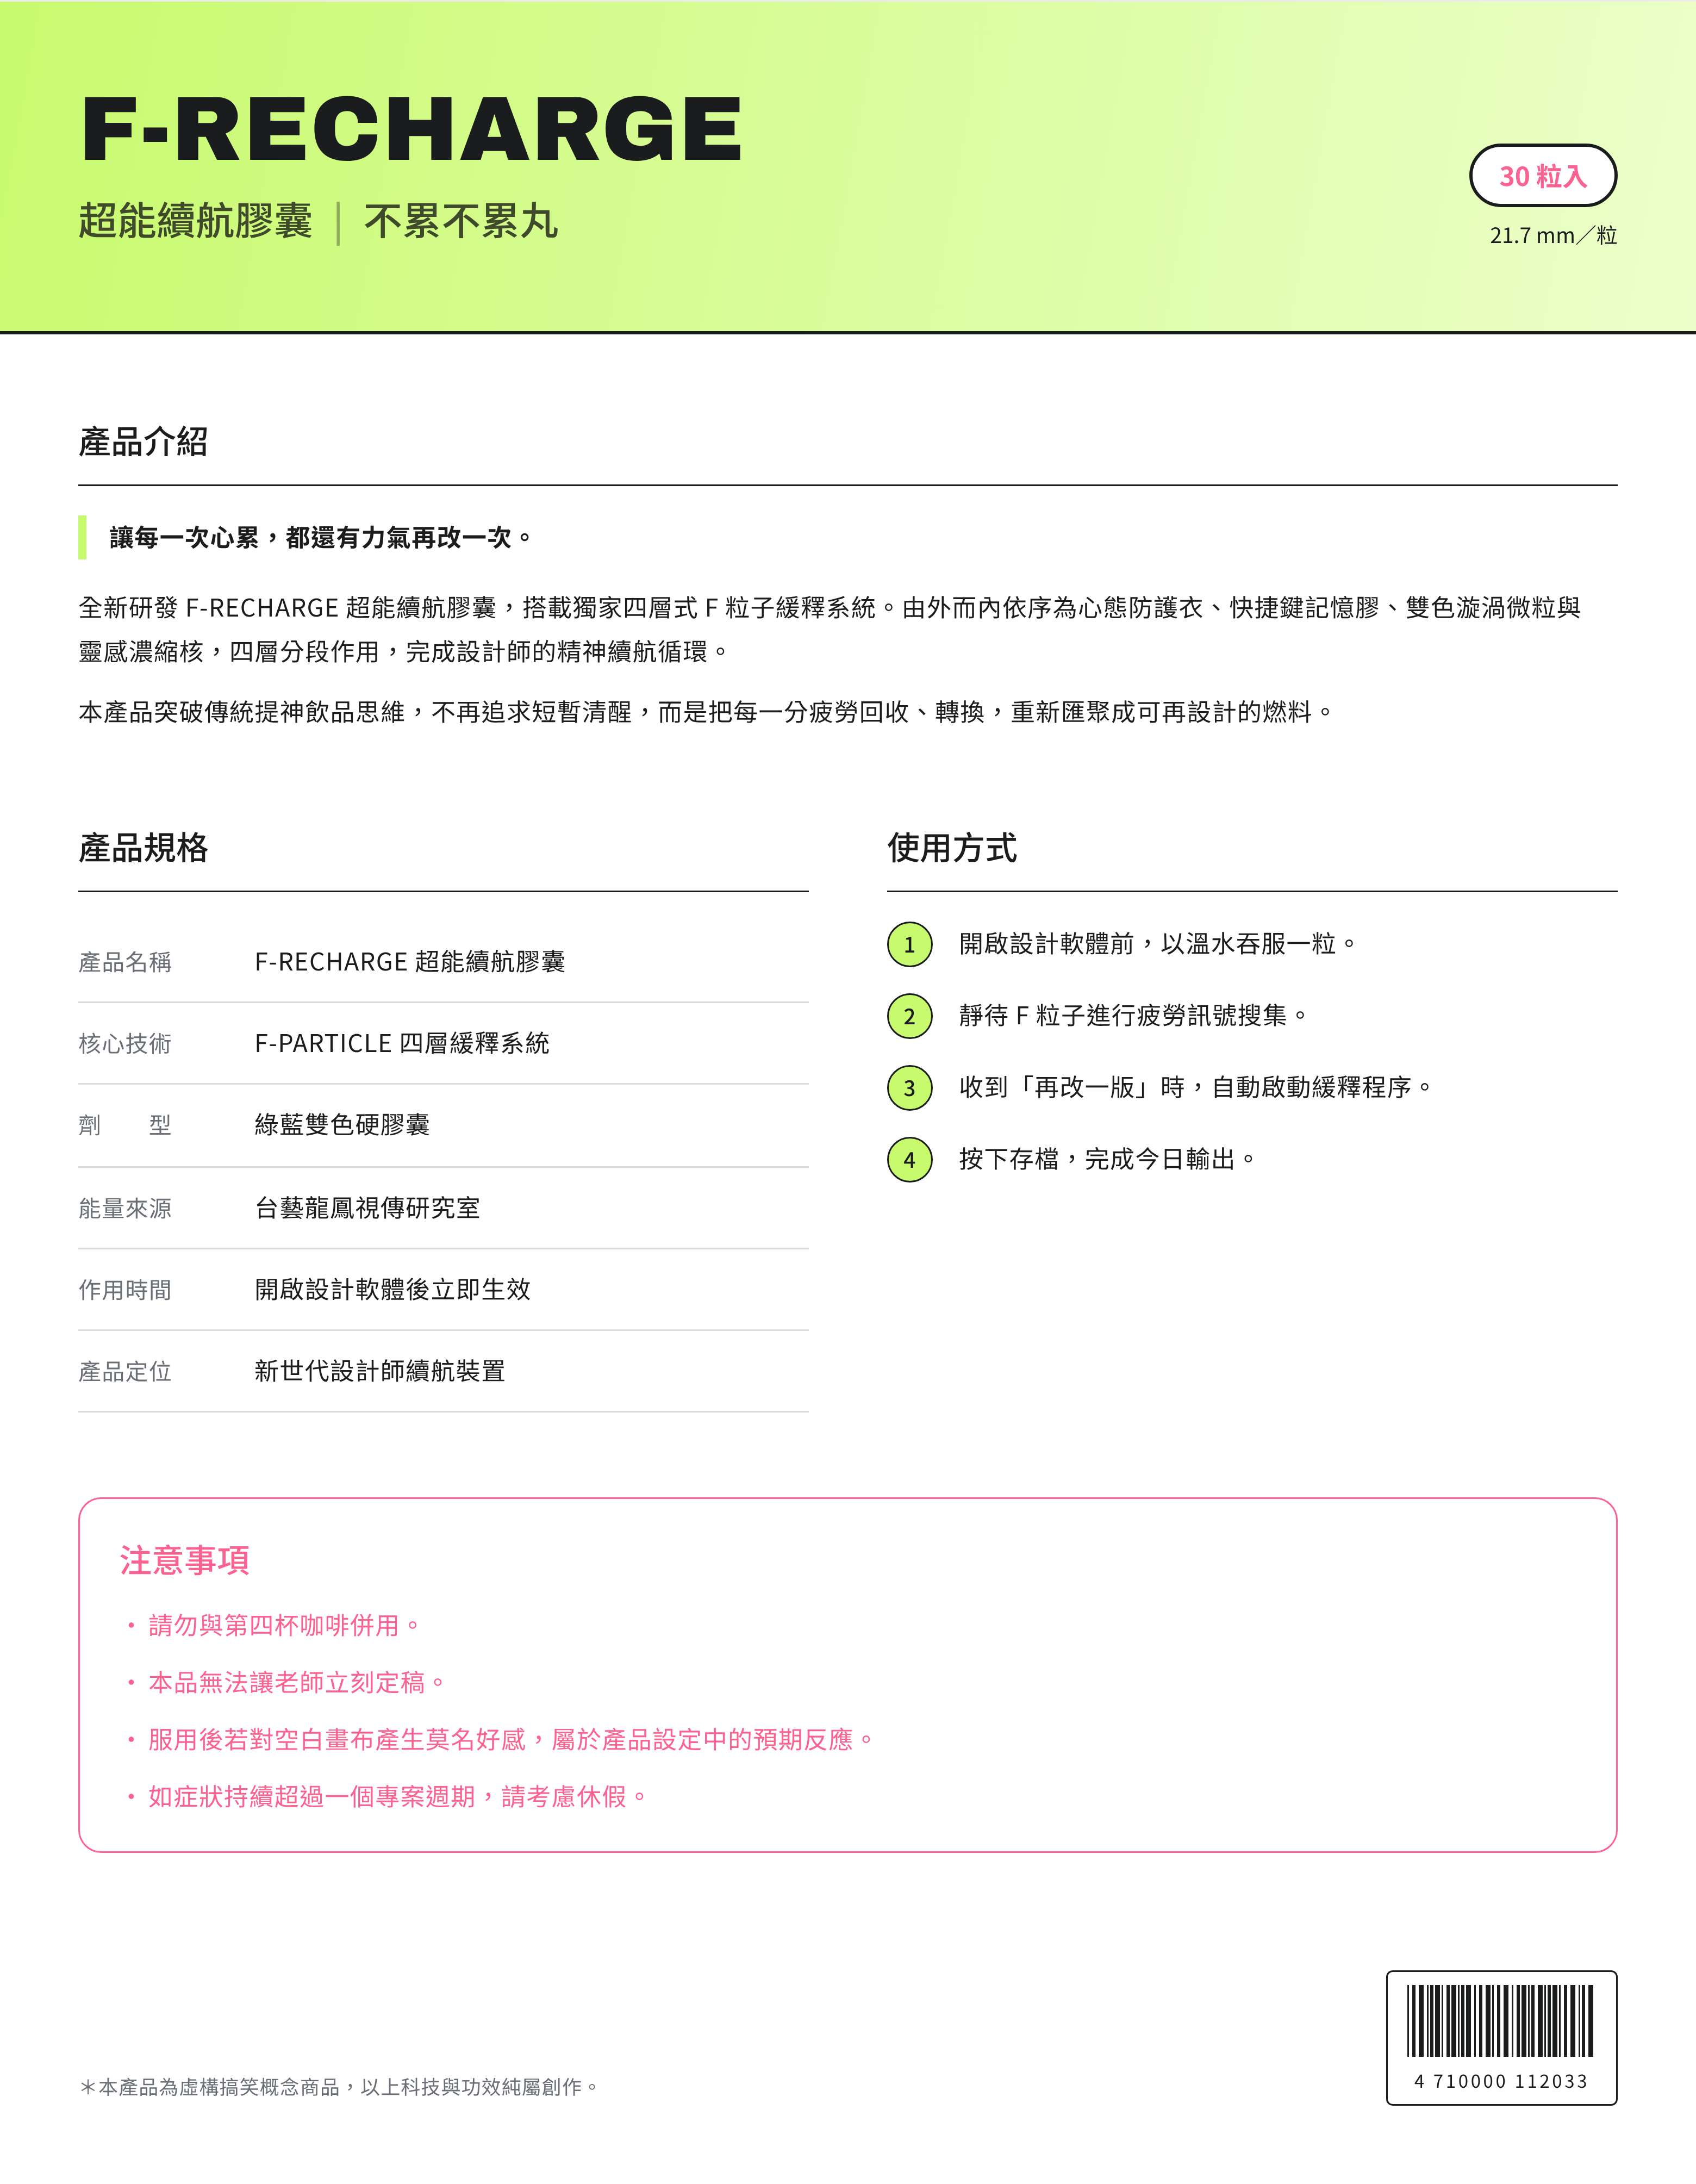 F-RECHARGE
超能續航膠囊｜不累不累丸
30 粒入
21.7 mm／粒
產品介紹
讓每一次心累，都還有力氣再改一次。
全新研發 F-RECHARGE 超能續航膠囊，搭載獨家四層式 F 粒子緩釋系統。由外而內依序為心態防護衣、快捷鍵記憶膠、雙色漩渦微粒與
靈感濃縮核，四層分段作用，完成設計師的精神續航循環。
本產品突破傳統提神飲品思維，不再追求短暫清醒，而是把每一分疲勞回收、轉換，重新匯聚成可再設計的燃料。
產品規格
產品名稱 F-RECHARGE 超能續航膠囊
核心技術 F-PARTICLE 四層緩釋系統
劑　　型 綠藍雙色硬膠囊
能量來源 台藝龍鳳視傳研究室
作用時間 開啟設計軟體後立即生效
產品定位 新世代設計師續航裝置
使用方式
1 開啟設計軟體前，以溫水吞服一粒。
2 靜待 F 粒子進行疲勞訊號搜集。
3 收到「再改一版」時，自動啟動緩釋程序。
4 按下存檔，完成今日輸出。
注意事項
・請勿與第四杯咖啡併用。
・本品無法讓老師立刻定稿。
・服用後若對空白畫布產生莫名好感，屬於產品設定中的預期反應。
・如症狀持續超過一個專案週期，請考慮休假。
＊本產品為虛構搞笑概念商品，以上科技與功效純屬創作。
4 710000 112033